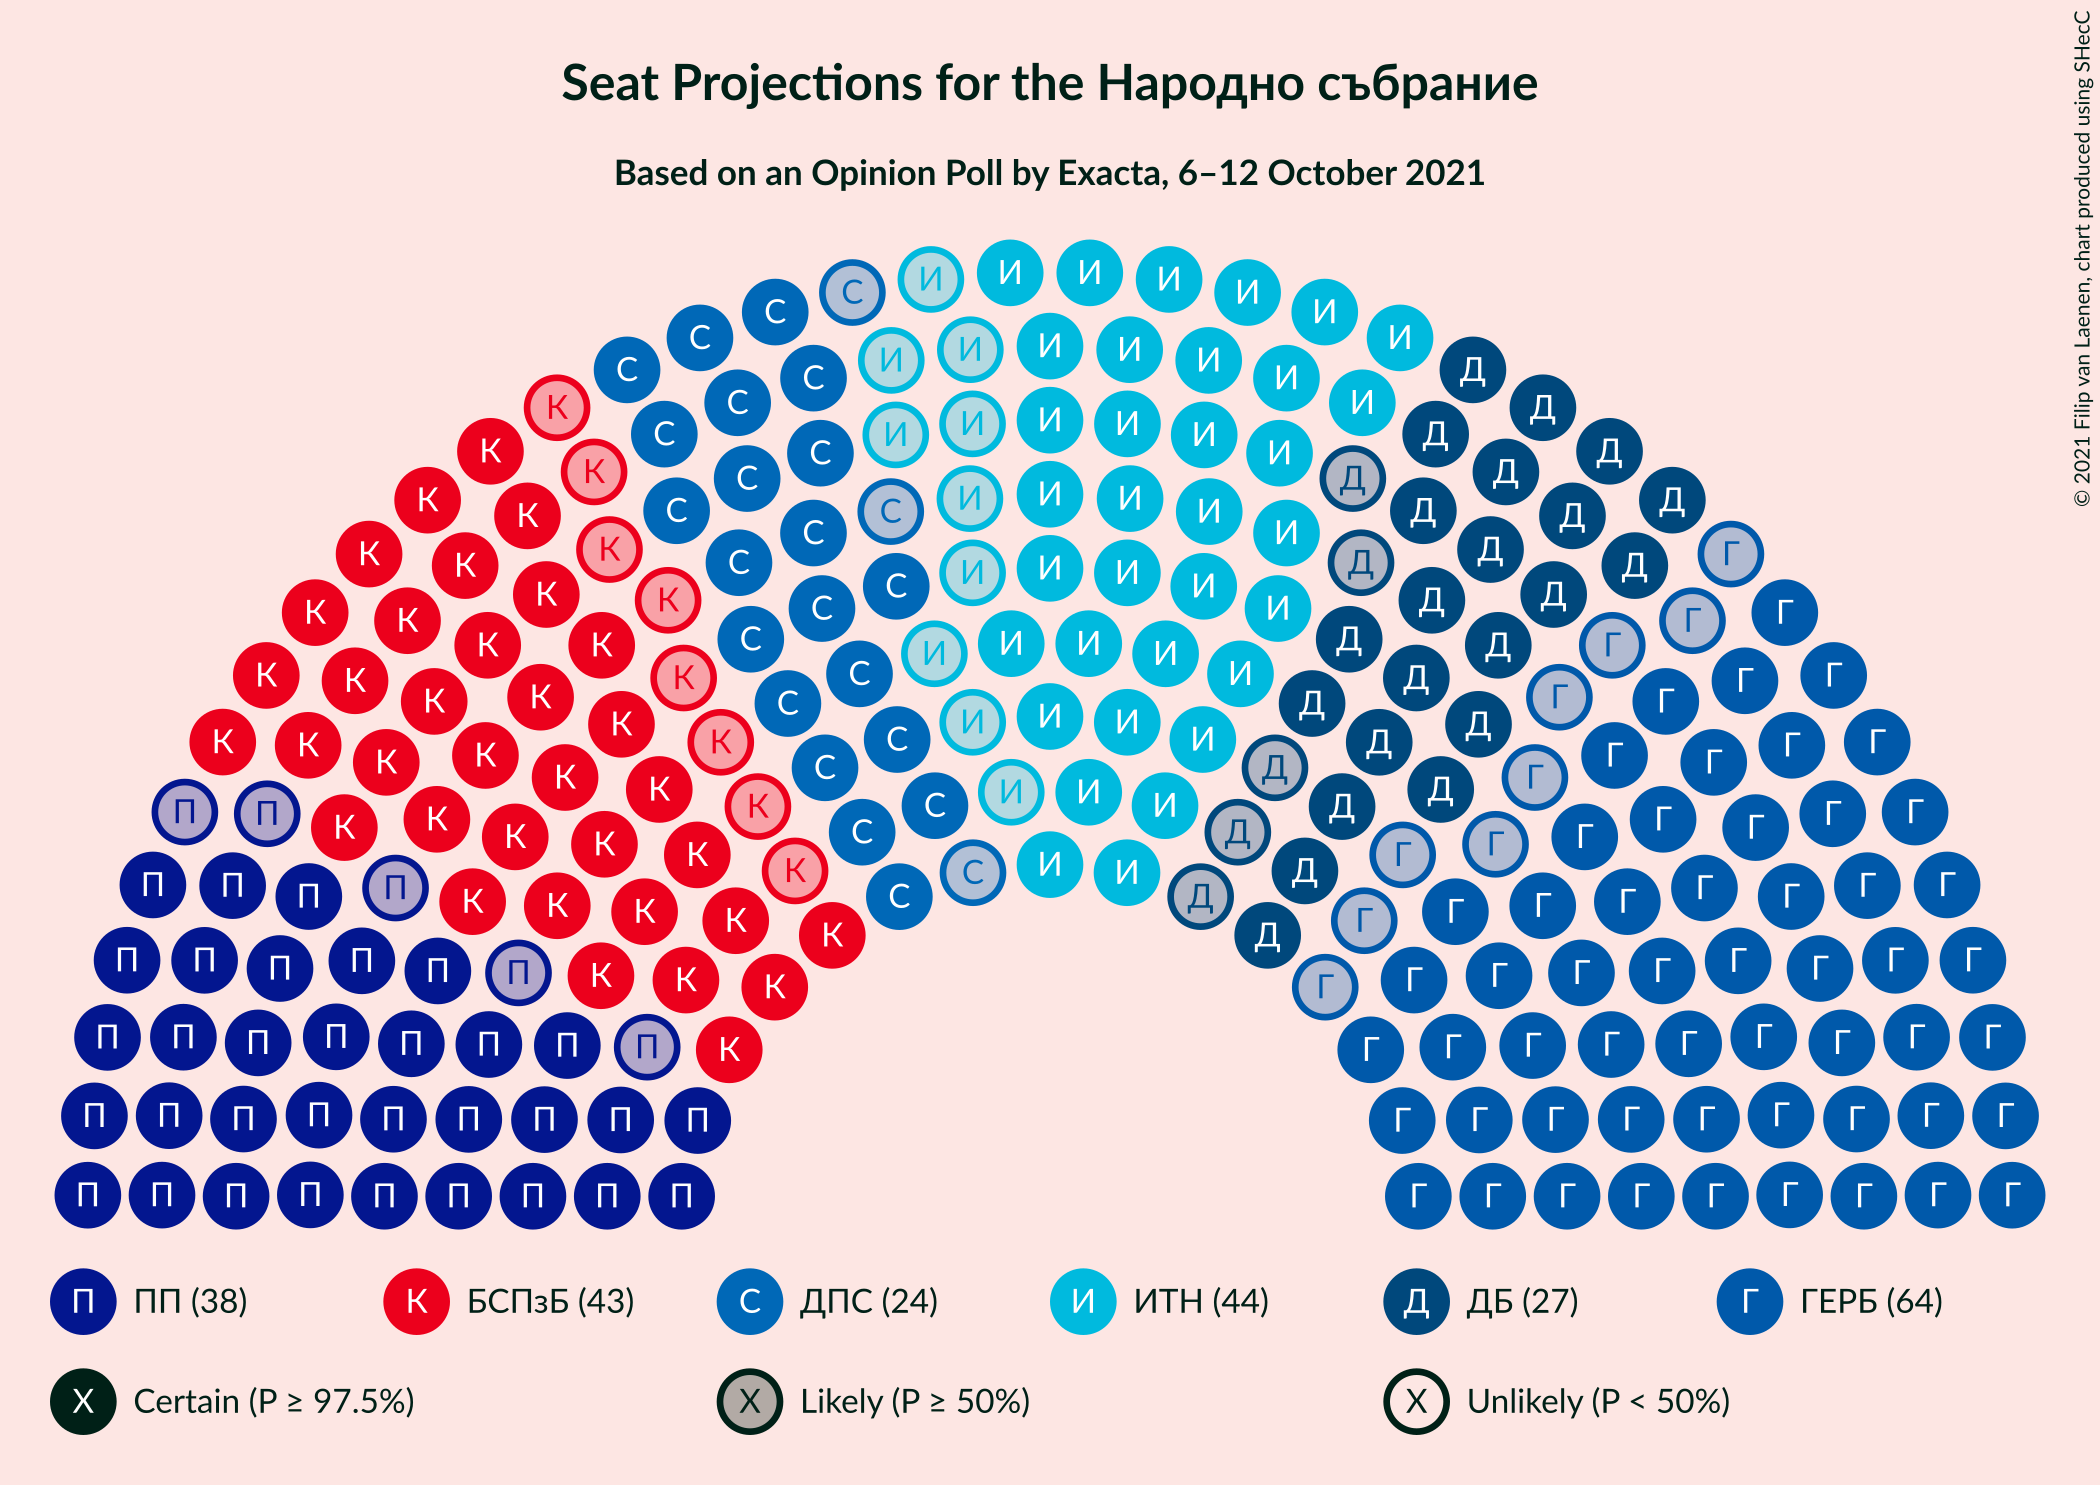 Seat Projections for the Народно събрание
Based on an Opinion Poll by Exacta, 6–12 October 2021
© 2021 Filip van Laenen, chart produced using SHecC
П ПП (38) К БСПзБ (43) С ДПС (24) И ИТН (44) Д ДБ (27) Г ГЕРБ (64)
X Certain (P ≥ 97.5%) X Likely (P ≥ 50%) X Unlikely (P < 50%)